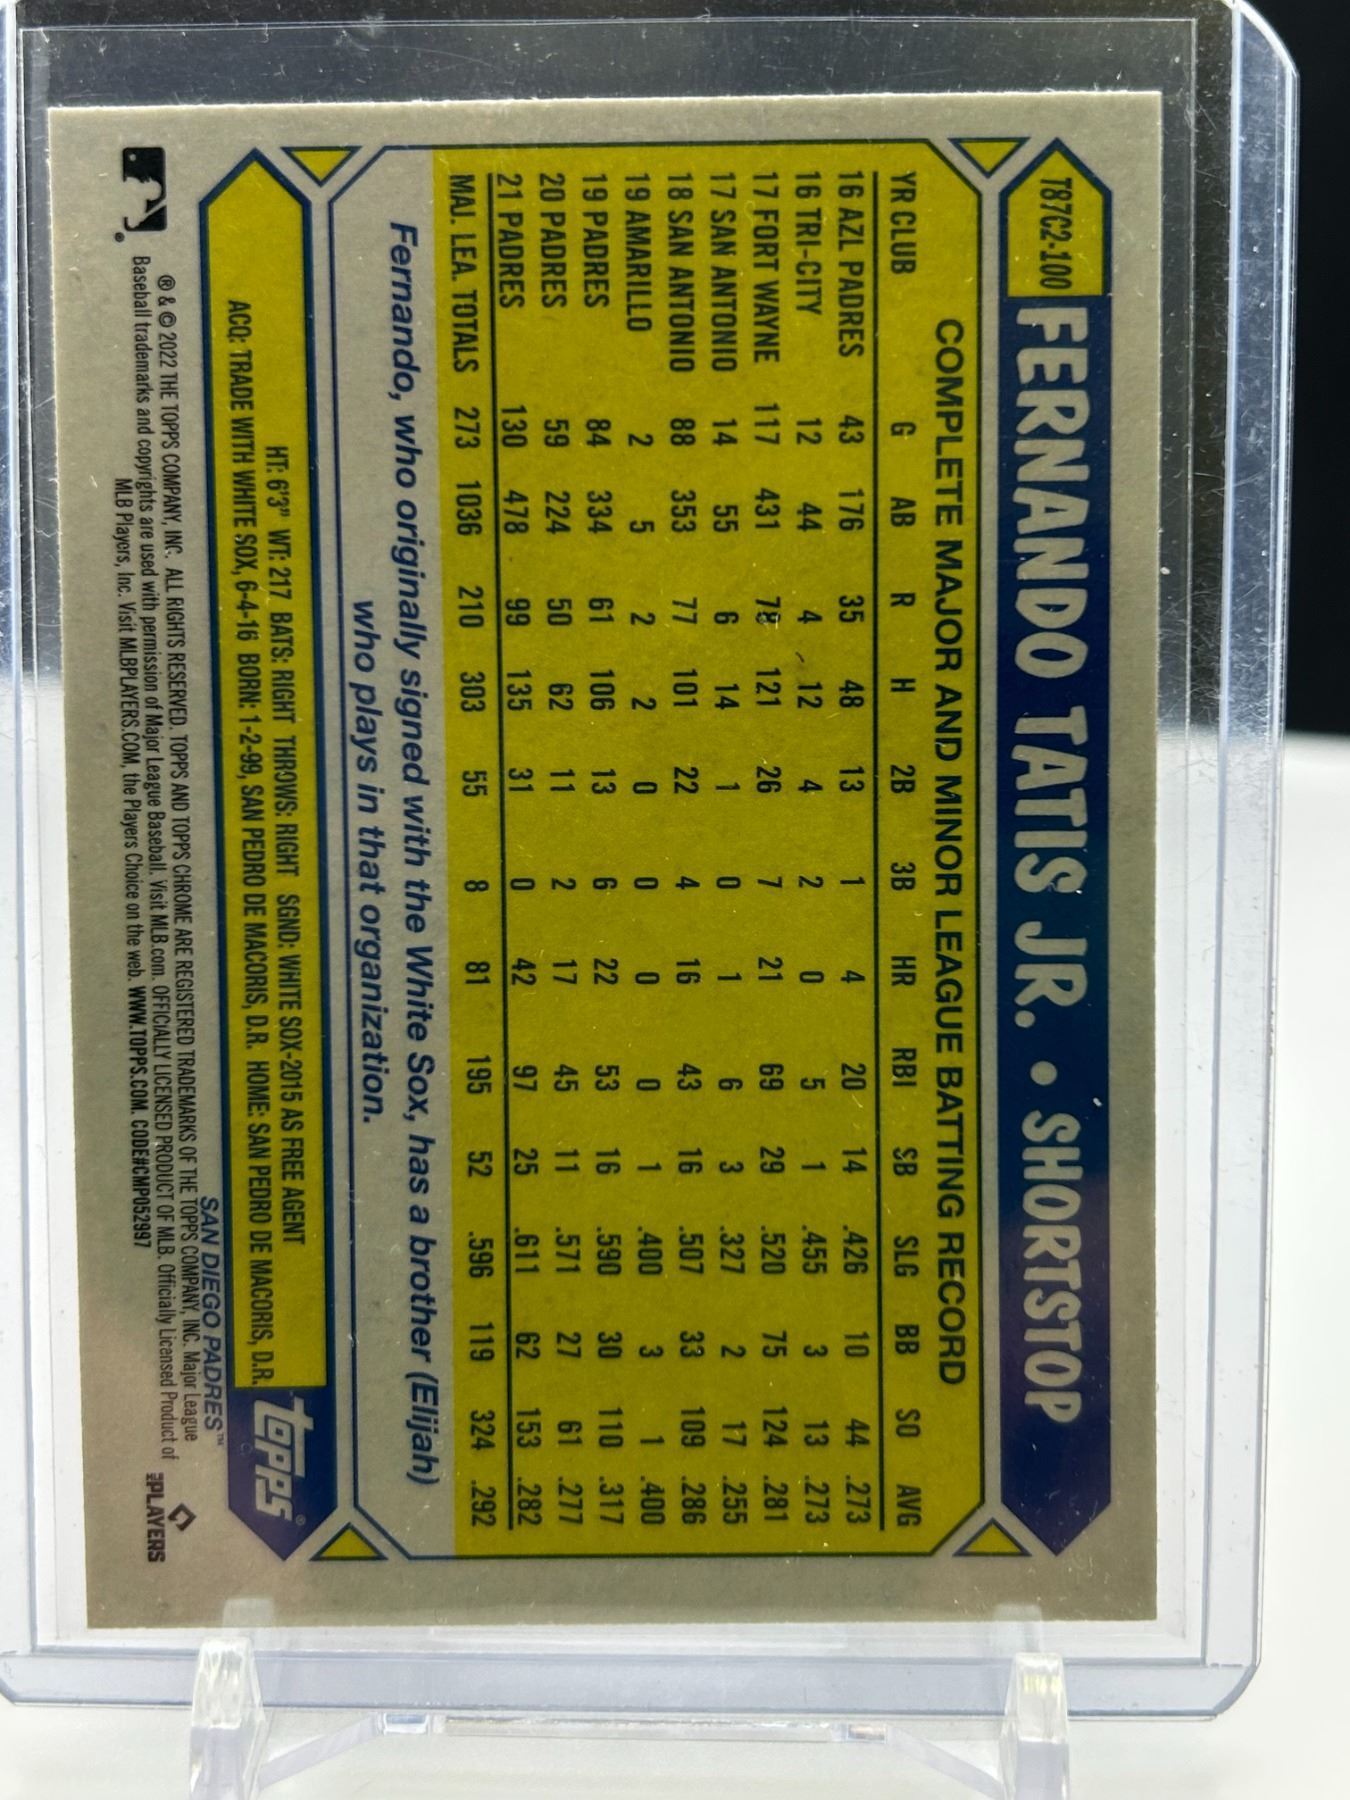 T87C2-100
FERNANDO TATIS JR. • SHORTSTOP
COMPLETE MAJOR AND MINOR LEAGUE BATTING RECORD
YR CLUB G AB R H 2B 3B HR RBI SB SLG BB SO AVG
16 AZL PADRES 43 176 35 48 13 1 4 20 14 .426 10 44 .273
16 TRI-CITY 12 44 4 12 4 2 0 5 1 .455 3 13 .273
17 FORT WAYNE 117 431 78 121 26 7 21 69 29 .520 75 124 .281
17 SAN ANTONIO 14 55 6 14 1 0 1 6 3 .327 2 17 .255
18 SAN ANTONIO 88 353 77 101 22 4 16 43 16 .507 33 109 .286
19 AMARILLO 2 5 2 2 0 0 0 0 1 .400 3 1 .400
19 PADRES 84 334 61 106 13 6 22 53 16 .590 30 110 .317
20 PADRES 59 224 50 62 11 2 17 45 11 .571 27 61 .277
21 PADRES 130 478 99 135 31 0 42 97 25 .611 62 153 .282
MAJ. LEA. TOTALS 273 1036 210 303 55 8 81 195 52 .596 119 324 .292
Fernando, who originally signed with the White Sox, has a brother (Elijah)
who plays in that organization.
HT: 6'3" WT: 217 BATS: RIGHT THROWS: RIGHT SGND: WHITE SOX-2015 AS FREE AGENT
ACQ: TRADE WITH WHITE SOX, 6-4-16 BORN: 1-2-99, SAN PEDRO DE MACORIS, D.R. HOME: SAN PEDRO DE MACORIS, D.R.
topps®
SAN DIEGO PADRES™
® & © 2022 THE TOPPS COMPANY, INC. ALL RIGHTS RESERVED. TOPPS AND TOPPS CHROME ARE REGISTERED TRADEMARKS OF THE TOPPS COMPANY, INC. Major League
Baseball trademarks and copyrights are used with permission of Major League Baseball. Visit MLB.com. OFFICIALLY LICENSED PRODUCT OF MLB. Officially Licensed Product of
MLB Players, Inc. Visit MLBPLAYERS.COM, the Players Choice on the web. WWW.TOPPS.COM. CODE#CMP052997
MLB PLAYERS